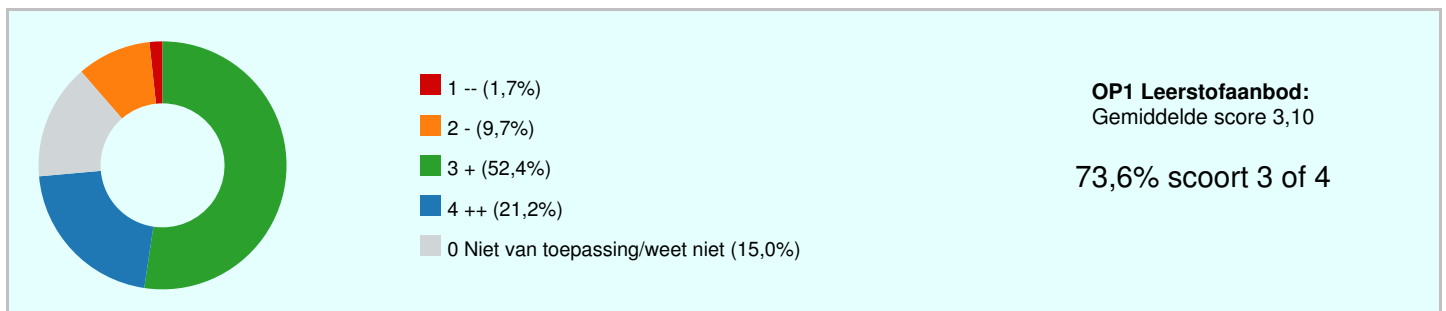 1 -- (1,7%)
2 - (9,7%)
3 + (52,4%)
4 ++ (21,2%)
0 Niet van toepassing/weet niet (15,0%)
OP1 Leerstofaanbod:
Gemiddelde score 3,10
73,6% scoort 3 of 4